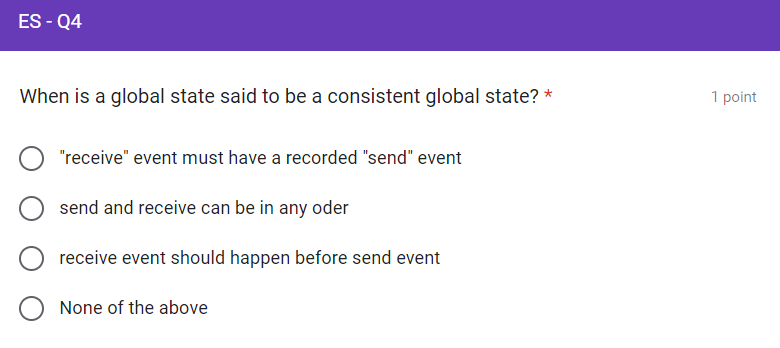 ES - Q4
When is a global state said to be a consistent global state? * 1 point
"receive" event must have a recorded "send" event
send and receive can be in any oder
receive event should happen before send event
None of the above